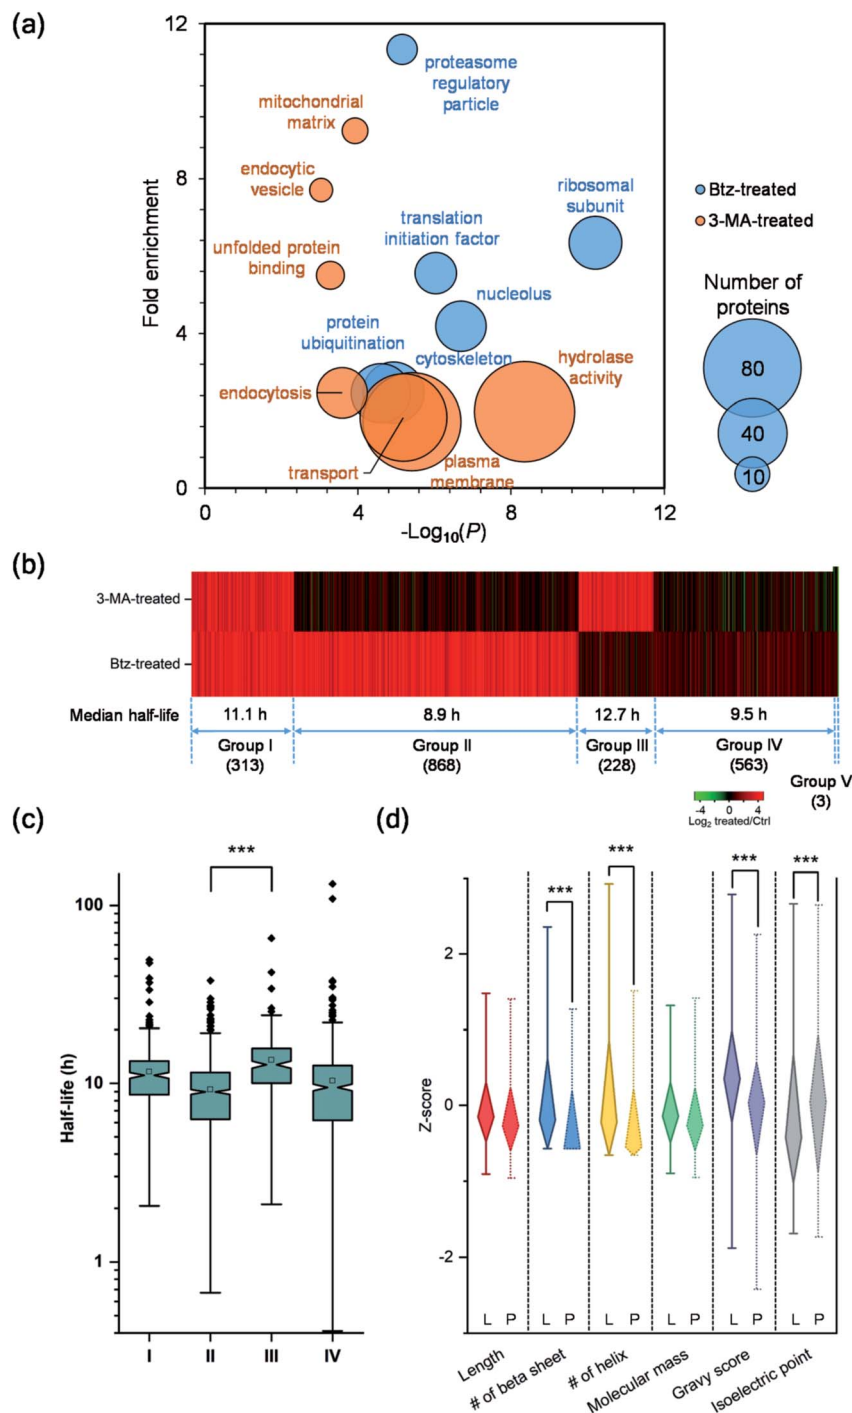 (a)
12
8
4
0
Fold enrichment
proteasome
regulatory
particle
mitochondrial
matrix
endocytic
vesicle
unfolded protein
binding
translation
initiation factor
ribosomal
subunit
nucleolus
protein
ubiquitination
cytoskeleton
hydrolase
activity
endocytosis
transport
plasma
membrane
0
4
8
12
-Log10(P)
Btz-treated
3-MA-treated
Number of
proteins
80
40
10
(b)
3-MA-treated
Btz-treated
Median half-life
11.1 h
8.9 h
12.7 h
9.5 h
Group I
(313)
Group II
(868)
Group III
(228)
Group IV
(563)
Group V
(3)
-4 0 4
Log2 treated/Ctrl
(c)
***
100
10
1
Half-life (h)
I II III IV
(d)
***
***
***
***
2
0
-2
Z-score
L P L P L P L P L P L P
Length
# of beta sheet
# of helix
Molecular mass
Gravy score
Isoelectric point